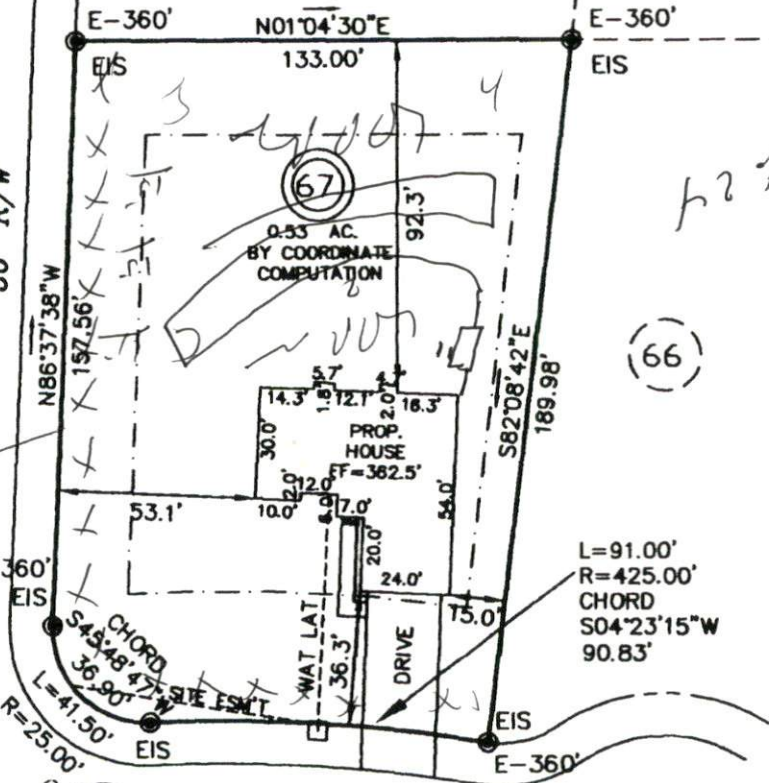 E-360'
N01°04'30"E
E-360'
EIS
133.00'
EIS
3
4
67
92.3'
0.53 AC.
BY COORDINATE
COMPUTATION
N86°37'38"W
157.56'
66
S82°08'42"E
189.98'
5.7'
14.3'
1.8'
12.1'
2.0'
16.3'
PROP.
HOUSE
FF=362.5'
30.0'
54.0'
2.0'
12.0'
10.0'
7.0'
53.1'
20.0'
24.0'
15.0'
L=91.00'
R=425.00'
CHORD
S04°23'15"W
90.83'
360'
EIS
CHORD
S45°48'47"W
36.90'
L=41.50'
R=25.00'
SITE ESM'T
WAT LAT
36.3'
DRIVE
EIS
EIS
E-360'